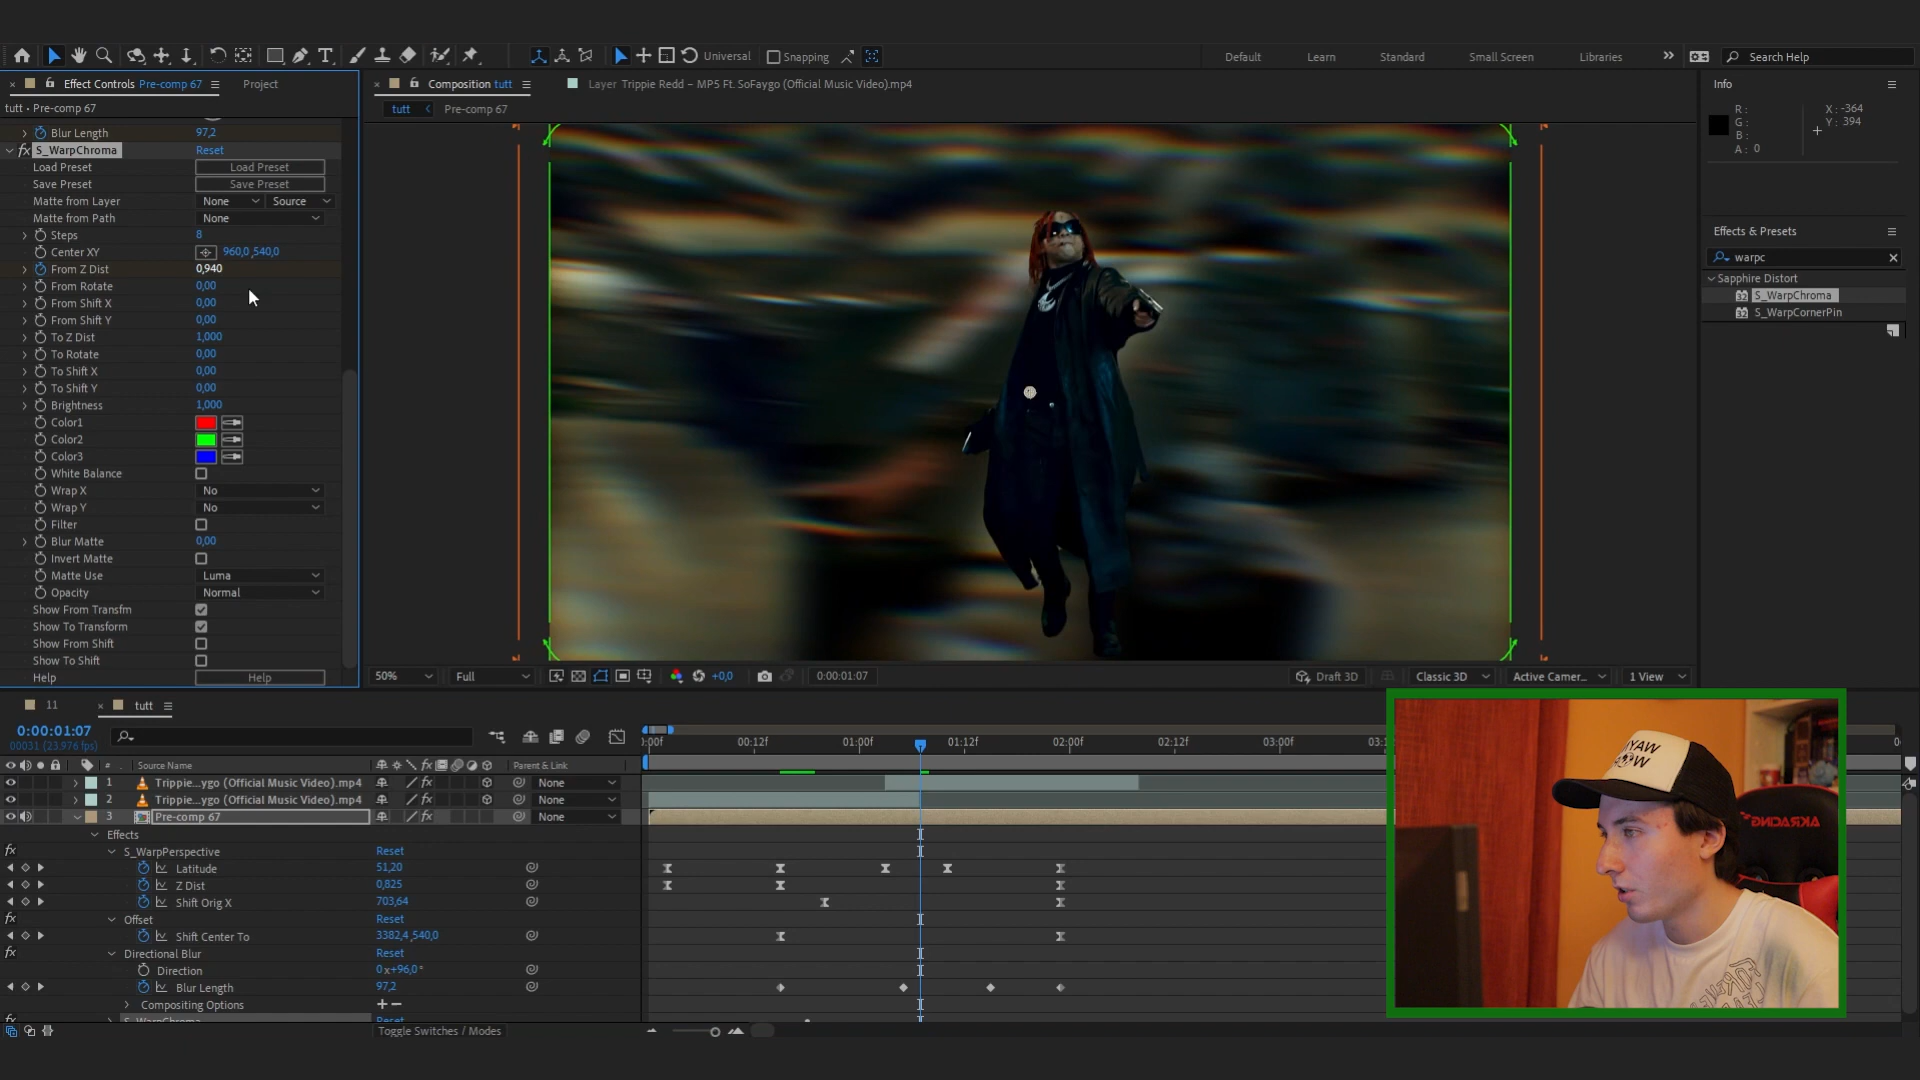 Universal
Snapping
Default
Learn
Standard
Small Screen
Libraries
Search Help
Effect Controls Pre-comp 67
Project
tutt • Pre-comp 67
Blur Length 97,2
fx S_WarpChroma Reset
Load Preset Load Preset
Save Preset Save Preset
Matte from Layer None Source
Matte from Path None
Steps 8
Center XY 960,0,540,0
From Z Dist 0,940
From Rotate 0,00
From Shift X 0,00
From Shift Y 0,00
To Z Dist 1,000
To Rotate 0,00
To Shift X 0,00
To Shift Y 0,00
Brightness 1,000
Color1
Color2
Color3
White Balance
Wrap X No
Wrap Y No
Filter
Blur Matte 0,00
Invert Matte
Matte Use Luma
Opacity Normal
Show From Transfm
Show To Transform
Show From Shift
Show To Shift
Help Help
Composition tutt
Layer Trippie Redd – MP5 Ft. SoFaygo (Official Music Video).mp4
tutt
Pre-comp 67
50%
Full
+0,0
0:00:01:07
Draft 3D
Classic 3D
Active Camer...
1 View
Info
R :
G :
B :
A : 0
X : -364
Y : 394
Effects & Presets
warpc
Sapphire Distort
S_WarpChroma
S_WarpCornerPin
11
tutt
0:00:01:07
00031 (23.976 fps)
:00f
00:12f
01:00f
01:12f
02:00f
02:12f
03:00f
# Source Name
Parent & Link
1 Trippie...ygo (Official Music Video).mp4 None
2 Trippie...ygo (Official Music Video).mp4 None
3 Pre-comp 67 None
Effects
fx S_WarpPerspective Reset
Latitude 51,20
Z Dist 0,825
Shift Orig X 703,64
fx Offset Reset
Shift Center To 3382,4,540,0
fx Directional Blur Reset
Direction 0x+96,0°
Blur Length 97,2
Compositing Options + –
Toggle Switches / Modes
AKRACING